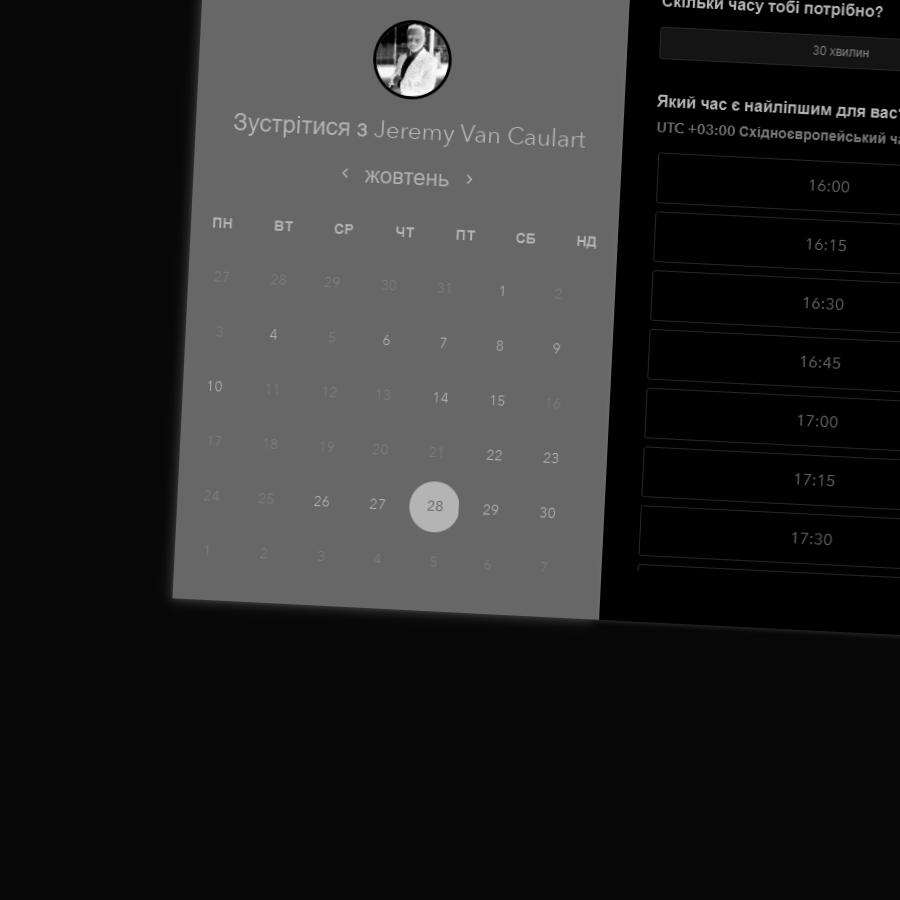 Зустрітися з Jeremy Van Caulart
жовтень
ПН ВТ СР ЧТ ПТ СБ НД
27 28 29 30 31 1 2
3 4 5 6 7 8 9
10 11 12 13 14 15 16
17 18 19 20 21 22 23
24 25 26 27 28 29 30
1 2 3 4 5 6 7
Скільки часу тобі потрібно?
30 хвилин
Який час є найліпшим для вас
UTC +03:00 Східноєвропейський
16:00
16:15
16:30
16:45
17:00
17:15
17:30